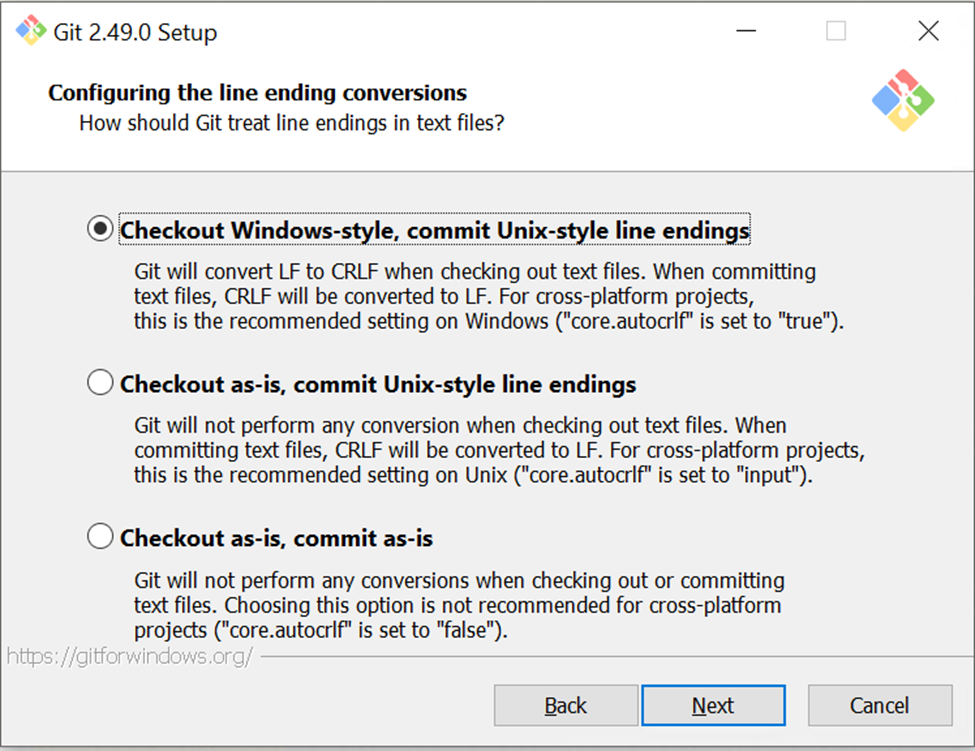 Git 2.49.0 Setup
Configuring the line ending conversions
How should Git treat line endings in text files?
Checkout Windows-style, commit Unix-style line endings
Git will convert LF to CRLF when checking out text files. When committing
text files, CRLF will be converted to LF. For cross-platform projects,
this is the recommended setting on Windows ("core.autocrlf" is set to "true").
Checkout as-is, commit Unix-style line endings
Git will not perform any conversion when checking out text files. When
committing text files, CRLF will be converted to LF. For cross-platform projects,
this is the recommended setting on Unix ("core.autocrlf" is set to "input").
Checkout as-is, commit as-is
Git will not perform any conversions when checking out or committing
text files. Choosing this option is not recommended for cross-platform
projects ("core.autocrlf" is set to "false").
https://gitforwindows.org/
Back Next Cancel